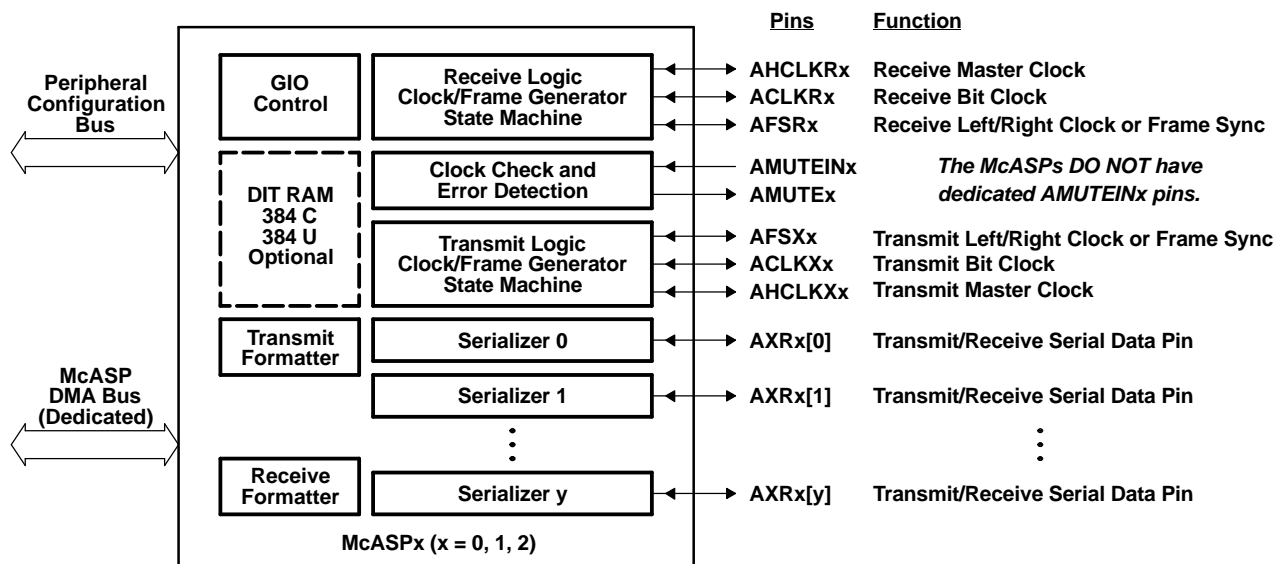 Pins Function
Peripheral
Configuration
Bus
GIO
Control
Receive Logic
Clock/Frame Generator
State Machine
AHCLKRx Receive Master Clock
ACLKRx Receive Bit Clock
AFSRx Receive Left/Right Clock or Frame Sync
DIT RAM
384 C
384 U
Optional
Clock Check and
Error Detection
AMUTEINx
AMUTEx
The McASPs DO NOT have
dedicated AMUTEINx pins.
Transmit Logic
Clock/Frame Generator
State Machine
AFSXx Transmit Left/Right Clock or Frame Sync
ACLKXx Transmit Bit Clock
AHCLKXx Transmit Master Clock
Transmit
Formatter
Serializer 0
AXRx[0] Transmit/Receive Serial Data Pin
McASP
DMA Bus
(Dedicated)
Serializer 1
AXRx[1] Transmit/Receive Serial Data Pin
Receive
Formatter
Serializer y
AXRx[y] Transmit/Receive Serial Data Pin
McASPx (x = 0, 1, 2)